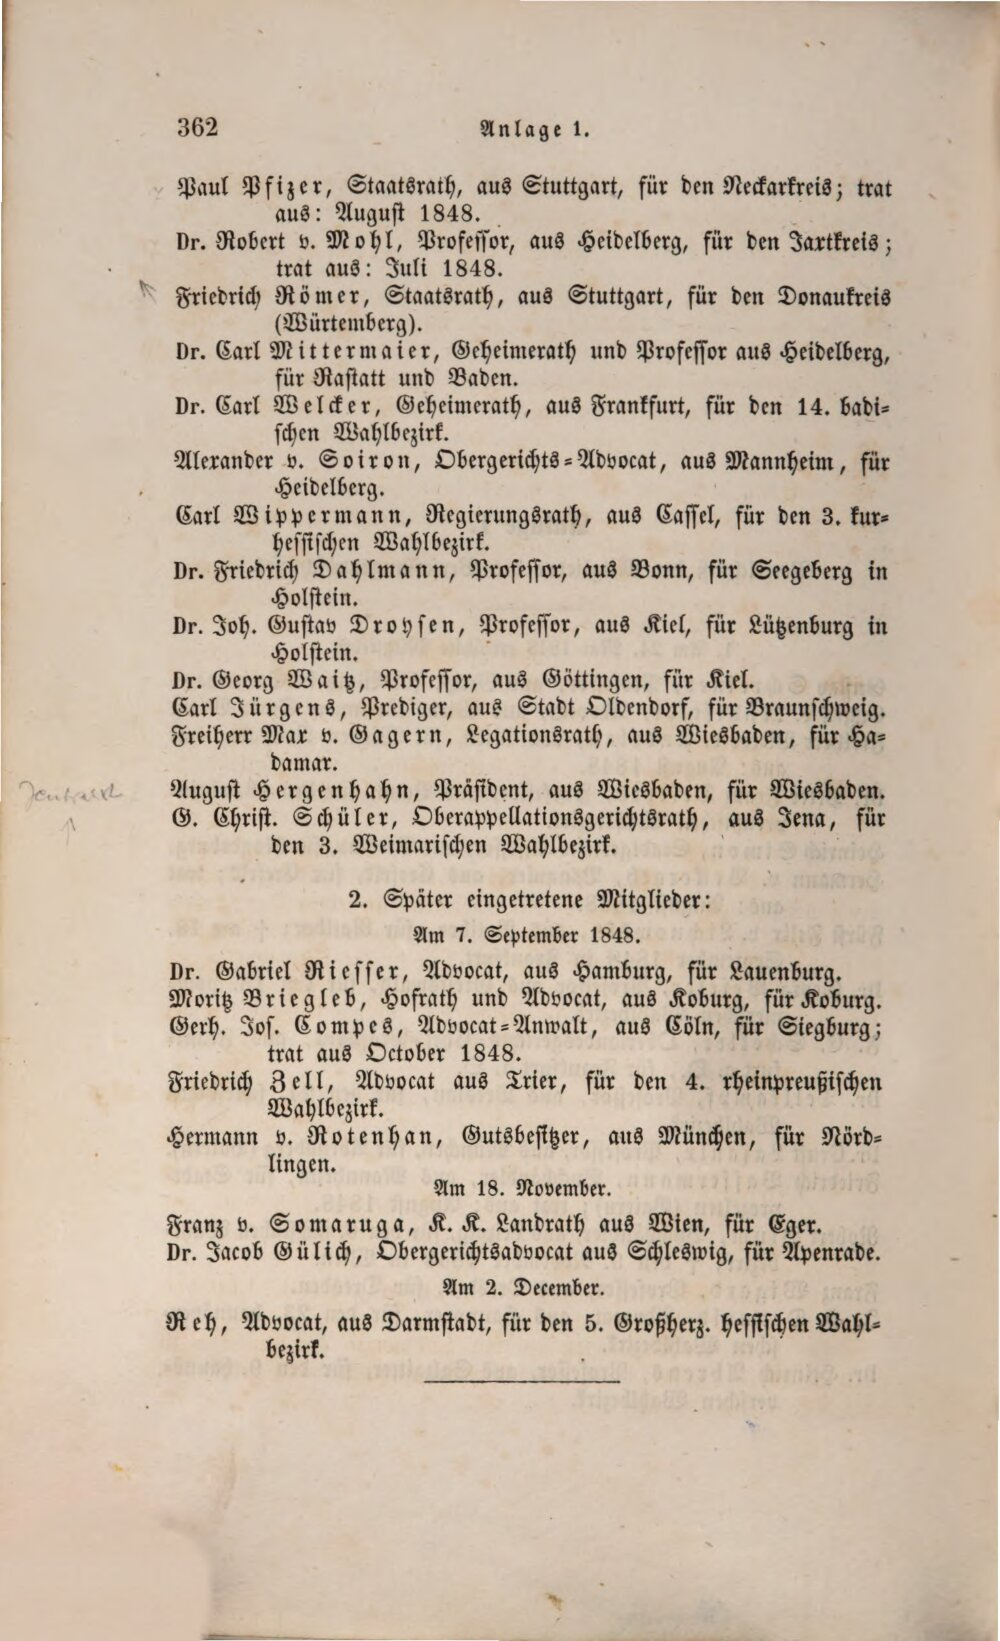 362 Anlage 1.
Paul Pfizer, Staatsrath, aus Stuttgart, für den Neckarkreis; trat
aus: August 1848.
Dr. Robert v. Mohl, Professor, aus Heidelberg, für den Jartkreis;
trat aus: Juli 1848.
Friedrich Römer, Staatsrath, aus Stuttgart, für den Donaukreis
(Würtemberg).
Dr. Carl Mittermaier, Geheimerath und Professor aus Heidelberg,
für Rastatt und Baden.
Dr. Carl Welcker, Geheimerath, aus Frankfurt, für den 14. badi-
schen Wahlbezirk.
Alexander v. Soiron, Obergerichts-Advocat, aus Mannheim, für
Heidelberg.
Carl Wippermann, Regierungsrath, aus Cassel, für den 3. kur-
hessischen Wahlbezirk.
Dr. Friedrich Dahlmann, Professor, aus Bonn, für Seegeberg in
Holstein.
Dr. Joh. Gustav Droysen, Professor, aus Kiel, für Lützenburg in
Holstein.
Dr. Georg Waitz, Professor, aus Göttingen, für Kiel.
Carl Jürgens, Prediger, aus Stadt Oldendorf, für Braunschweig.
Freiherr Max v. Gagern, Legationsrath, aus Wiesbaden, für Ha-
damar.
August Hergenhahn, Präsident, aus Wiesbaden, für Wiesbaden.
G. Christ. Schüler, Oberappellationsgerichtsrath, aus Jena, für
den 3. Weimarischen Wahlbezirk.
2. Später eingetretene Mitglieder:
Am 7. September 1848.
Dr. Gabriel Riesser, Advocat, aus Hamburg, für Lauenburg.
Moritz Briegleb, Hofrath und Advocat, aus Koburg, für Koburg.
Gerh. Jos. Compes, Advocat-Anwalt, aus Cöln, für Siegburg;
trat aus October 1848.
Friedrich Zell, Advocat aus Trier, für den 4. rheinpreußischen
Wahlbezirk.
Hermann v. Rotenhan, Gutsbesitzer, aus München, für Nörd-
lingen.
Am 18. November.
Franz v. Somaruga, K. K. Landrath aus Wien, für Eger.
Dr. Jacob Gülich, Obergerichtsadvocat aus Schleswig, für Apenrade.
Am 2. December.
Reh, Advocat, aus Darmstadt, für den 5. Großherz. hessischen Wahl-
bezirk.